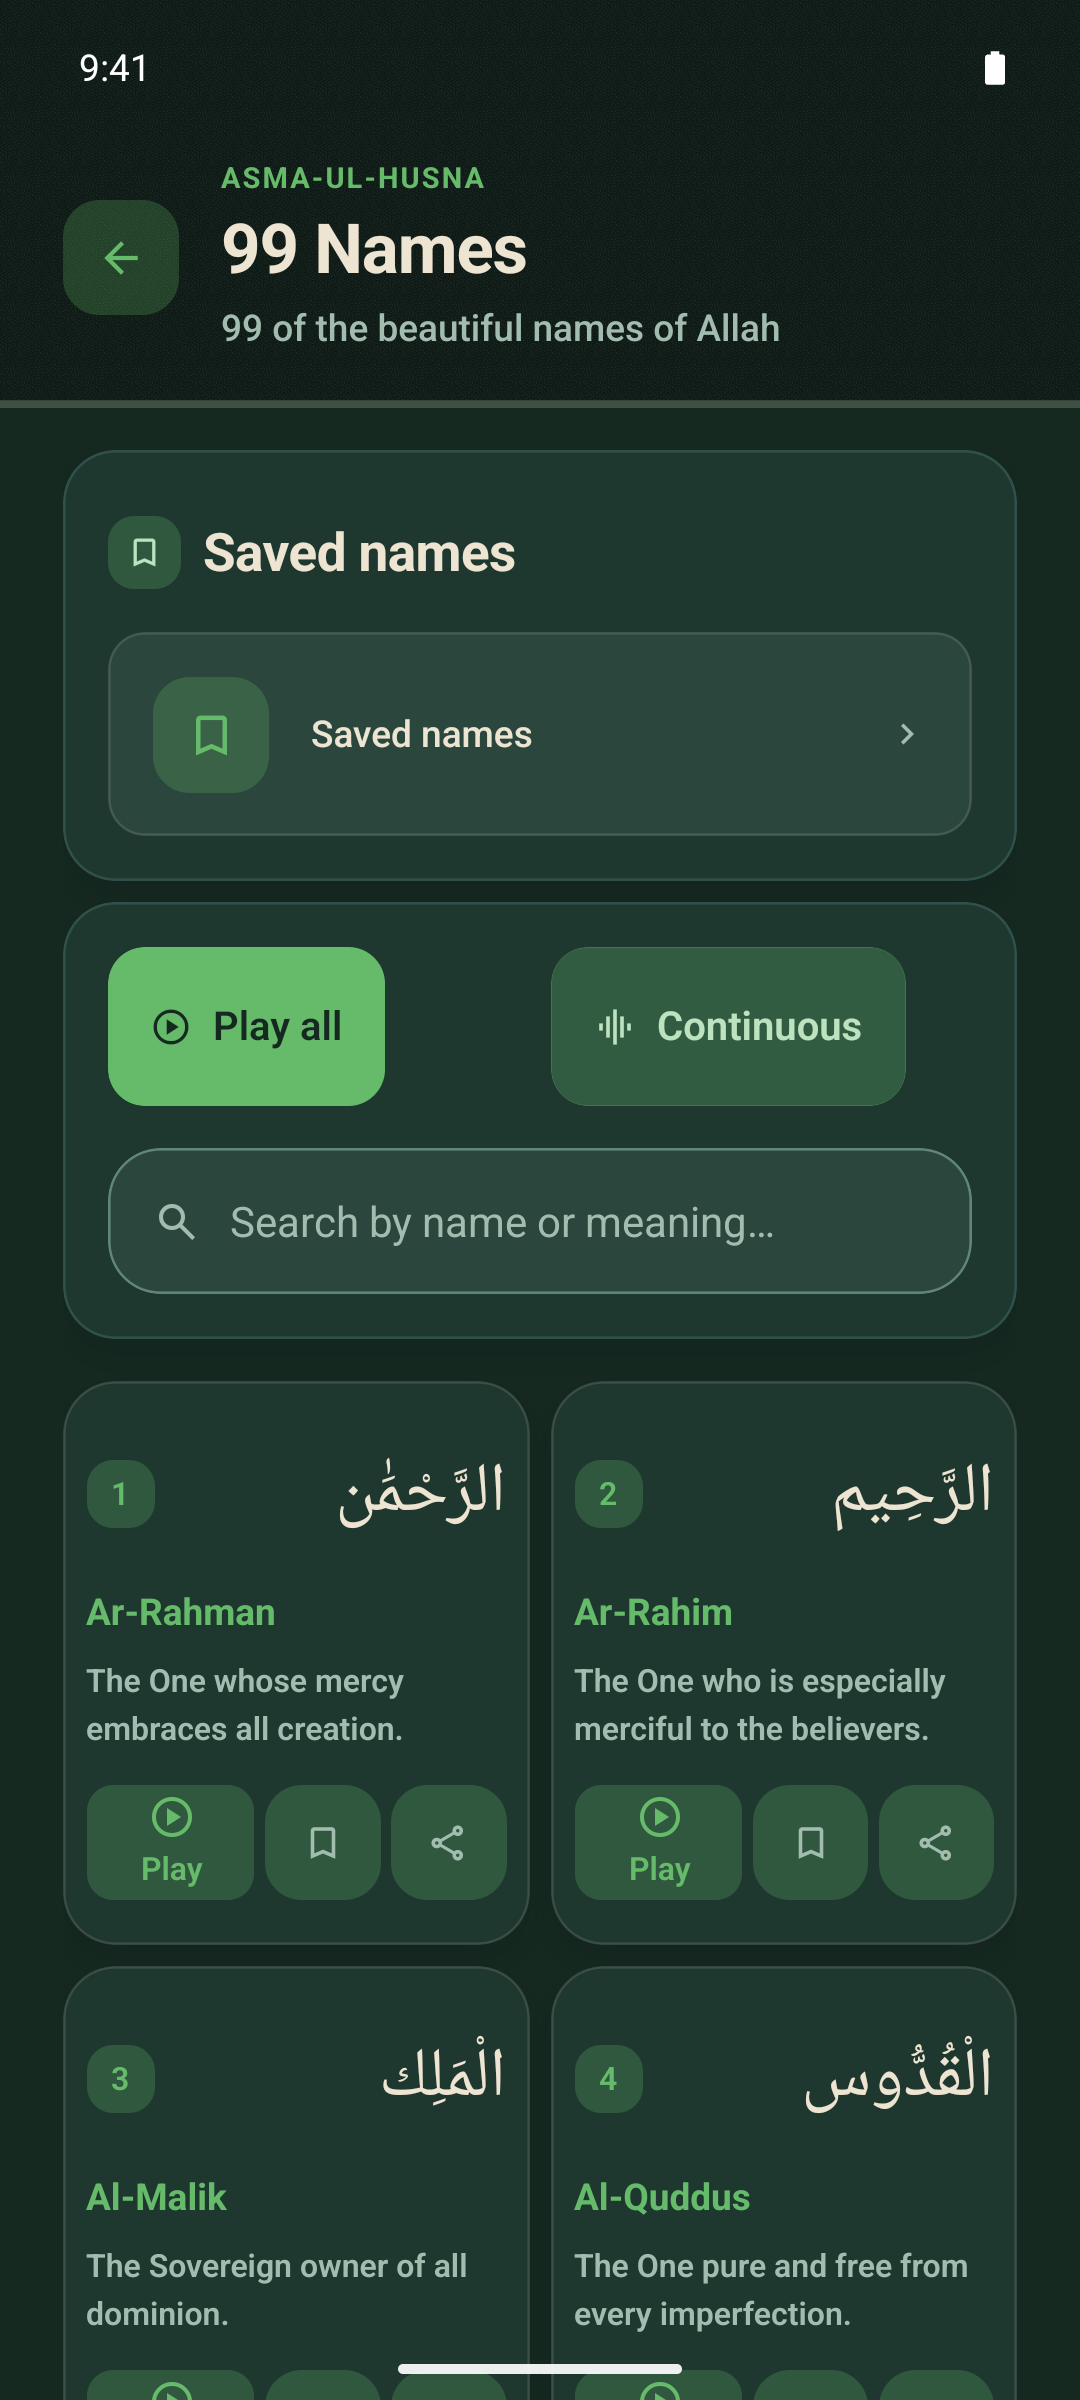 9:41
ASMA-UL-HUSNA
99 Names
99 of the beautiful names of Allah
Saved names
Saved names
Play all
Continuous
Search by name or meaning...
1
الرَّحْمَٰن
Ar-Rahman
The One whose mercy
embraces all creation.
Play
2
الرَّحِيم
Ar-Rahim
The One who is especially
merciful to the believers.
Play
3
الْمَلِك
Al-Malik
The Sovereign owner of all
dominion.
4
الْقُدُّوس
Al-Quddus
The One pure and free from
every imperfection.